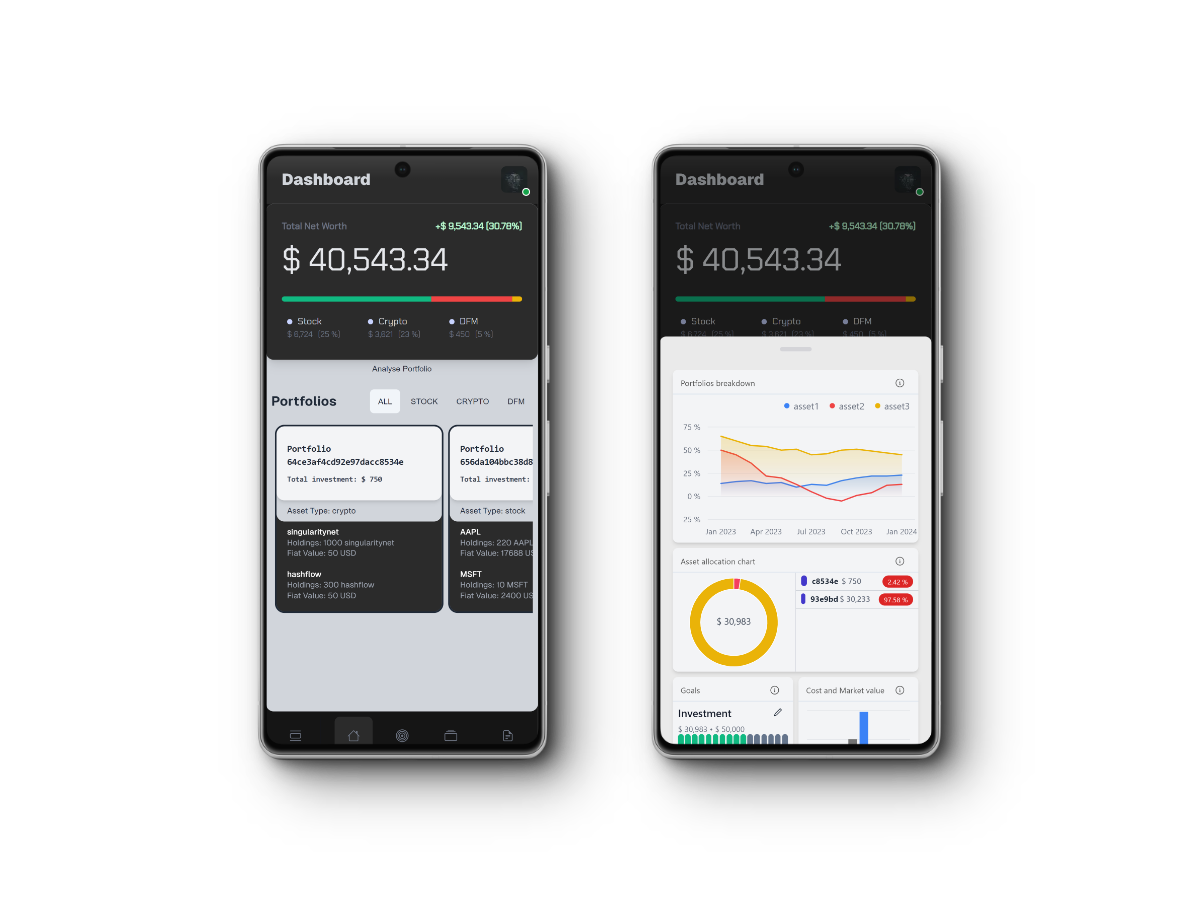 Dashboard
Total Net Worth +$ 9,543.34 (30.78%)
$ 40,543.34
Stock Crypto DFM
$ 6,724 (25 %) $ 3,621 (23 %) $ 450 (5 %)
Analyse Portfolio
Portfolios ALL STOCK CRYPTO DFM
Portfolio
64ce3af4cd92e97dacc8534e
Total investment: $ 750
Asset Type: crypto
singularitynet
Holdings: 1000 singularitynet
Fiat Value: 50 USD
hashflow
Holdings: 300 hashflow
Fiat Value: 50 USD
Portfolio
656da104bbc38d8
Total investment:
Asset Type: stock
AAPL
Holdings: 220 AAPL
Fiat Value: 17688 US
MSFT
Holdings: 10 MSFT
Fiat Value: 2400 US
Dashboard
Total Net Worth +$ 9,543.34 (30.78%)
$ 40,543.34
Stock Crypto DFM
$ 6,724 (25 %) $ 3,621 (23 %) $ 450 (5 %)
Portfolios breakdown
asset1 asset2 asset3
75 %
50 %
25 %
0 %
25 %
Jan 2023 Apr 2023 Jul 2023 Oct 2023 Jan 2024
Asset allocation chart
$ 30,983
c8534e $ 750 2.42 %
93e9bd $ 30,233 97.58 %
Goals
Investment
$ 30,983 • $ 50,000
Cost and Market value